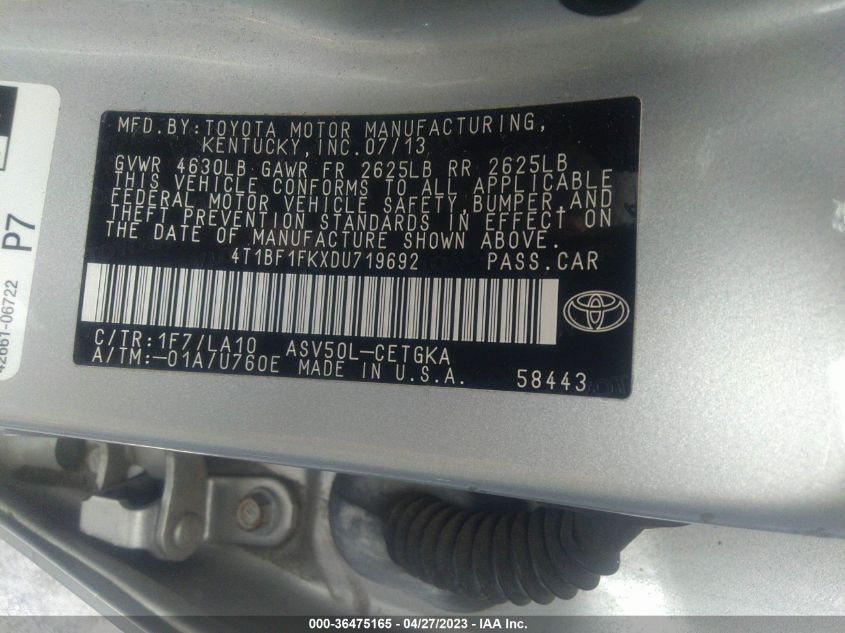 MFD.BY:TOYOTA MOTOR MANUFACTURING,
KENTUCKY,INC.07/13
GVWR 4630LB GAWR FR 2625LB RR 2625LB
THIS VEHICLE CONFORMS TO ALL APPLICABLE
FEDERAL MOTOR VEHICLE SAFETY,BUMPER,AND
THEFT PREVENTION STANDARDS IN EFFECT ON
THE DATE OF MANUFACTURE SHOWN ABOVE.
4T1BF1FKXDU719692 PASS.CAR
C/TR:1F7/LA10 ASV50L-CETGKA
A/TM:-01A/U760E MADE IN U.S.A. 58443
P7
42661-06722
000-36475165 - 04/27/2023 - IAA Inc.